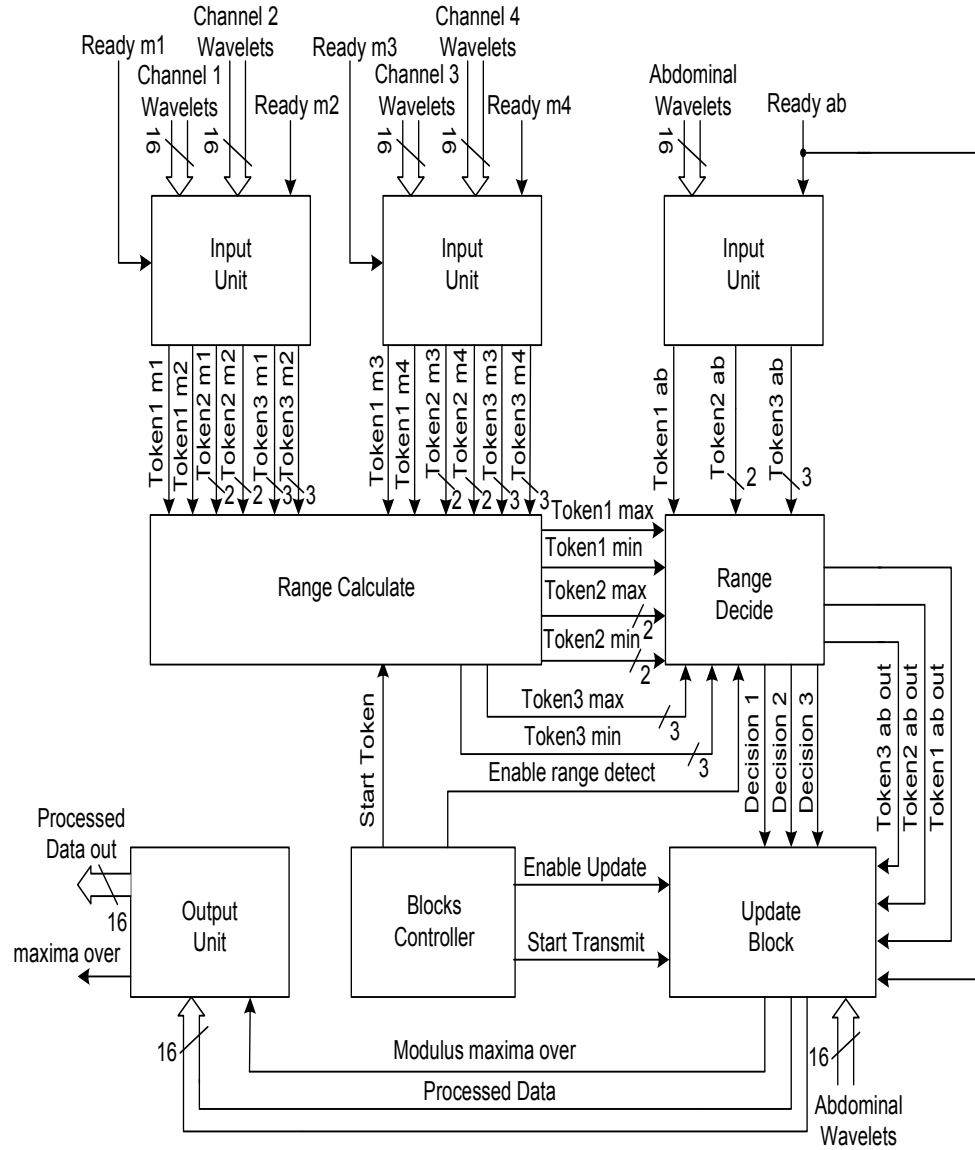 Channel 2
Wavelets
Channel 4
Wavelets
Ready m1
Ready m3
Channel 1
Wavelets
Channel 3
Wavelets
Abdominal
Wavelets
Ready m2
Ready m4
Ready ab
16
16
16
16
16
Input
Unit
Input
Unit
Input
Unit
Token1 m1
Token1 m2
Token2 m1
Token2 m2
Token3 m1
Token3 m2
2
2
3
3
Token1 m3
Token1 m4
Token2 m3
Token2 m4
Token3 m3
Token3 m4
2
2
3
3
Token1 ab
Token2 ab
Token3 ab
2
3
Range Calculate
Token1 max
Token1 min
Token2 max
2
Token2 min
2
Range
Decide
Token3 max
3
Token3 min
3
Enable range detect
Start Token
Decision 1
Decision 2
Decision 3
Token3 ab out
Token2 ab out
Token1 ab out
Processed
Data out
16
maxima over
Output
Unit
Blocks
Controller
Enable Update
Start Transmit
Update
Block
16
Modulus maxima over
Processed Data
16
Abdominal
Wavelets